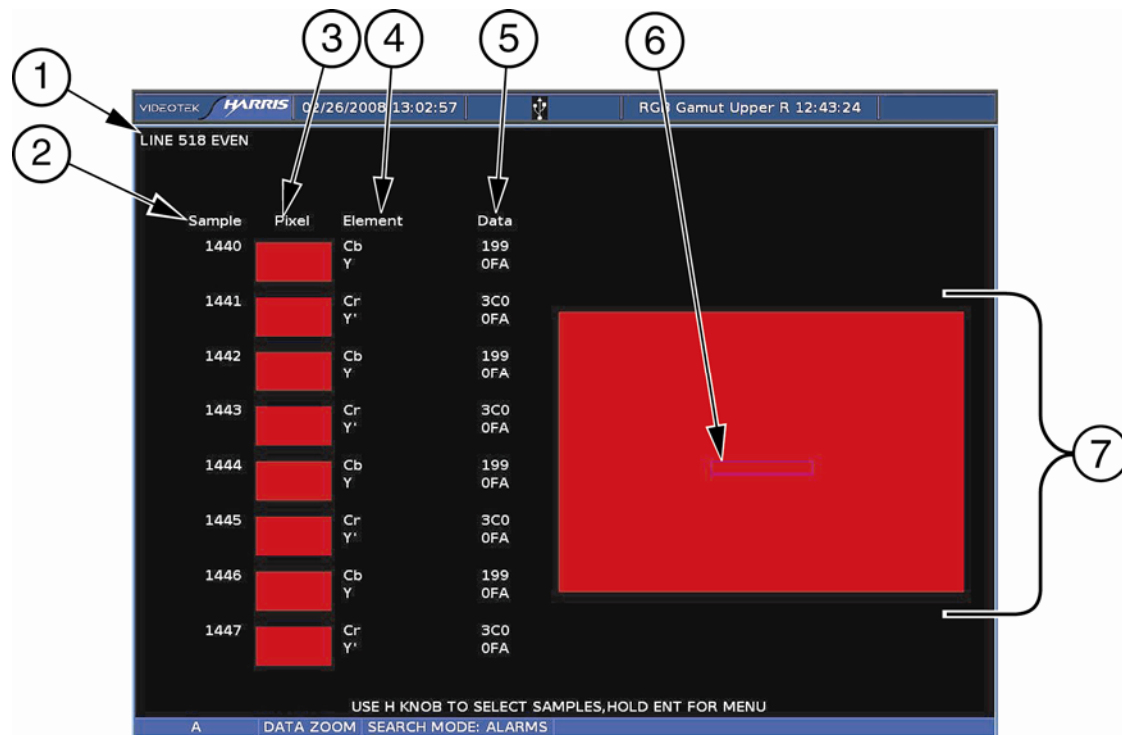 3 4 5 6
1
VIDEOTEK HARRIS 02/26/2008 13:02:57 RGB Gamut Upper R 12:43:24
LINE 518 EVEN
2
Sample Pixel Element Data
1440 Cb 199
Y 0FA
1441 Cr 3C0
Y' 0FA
1442 Cb 199
Y 0FA
1443 Cr 3C0
Y' 0FA
1444 Cb 199
Y 0FA
1445 Cr 3C0
Y' 0FA
1446 Cb 199
Y 0FA
1447 Cr 3C0
Y' 0FA
7
USE H KNOB TO SELECT SAMPLES,HOLD ENT FOR MENU
A DATA ZOOM SEARCH MODE: ALARMS